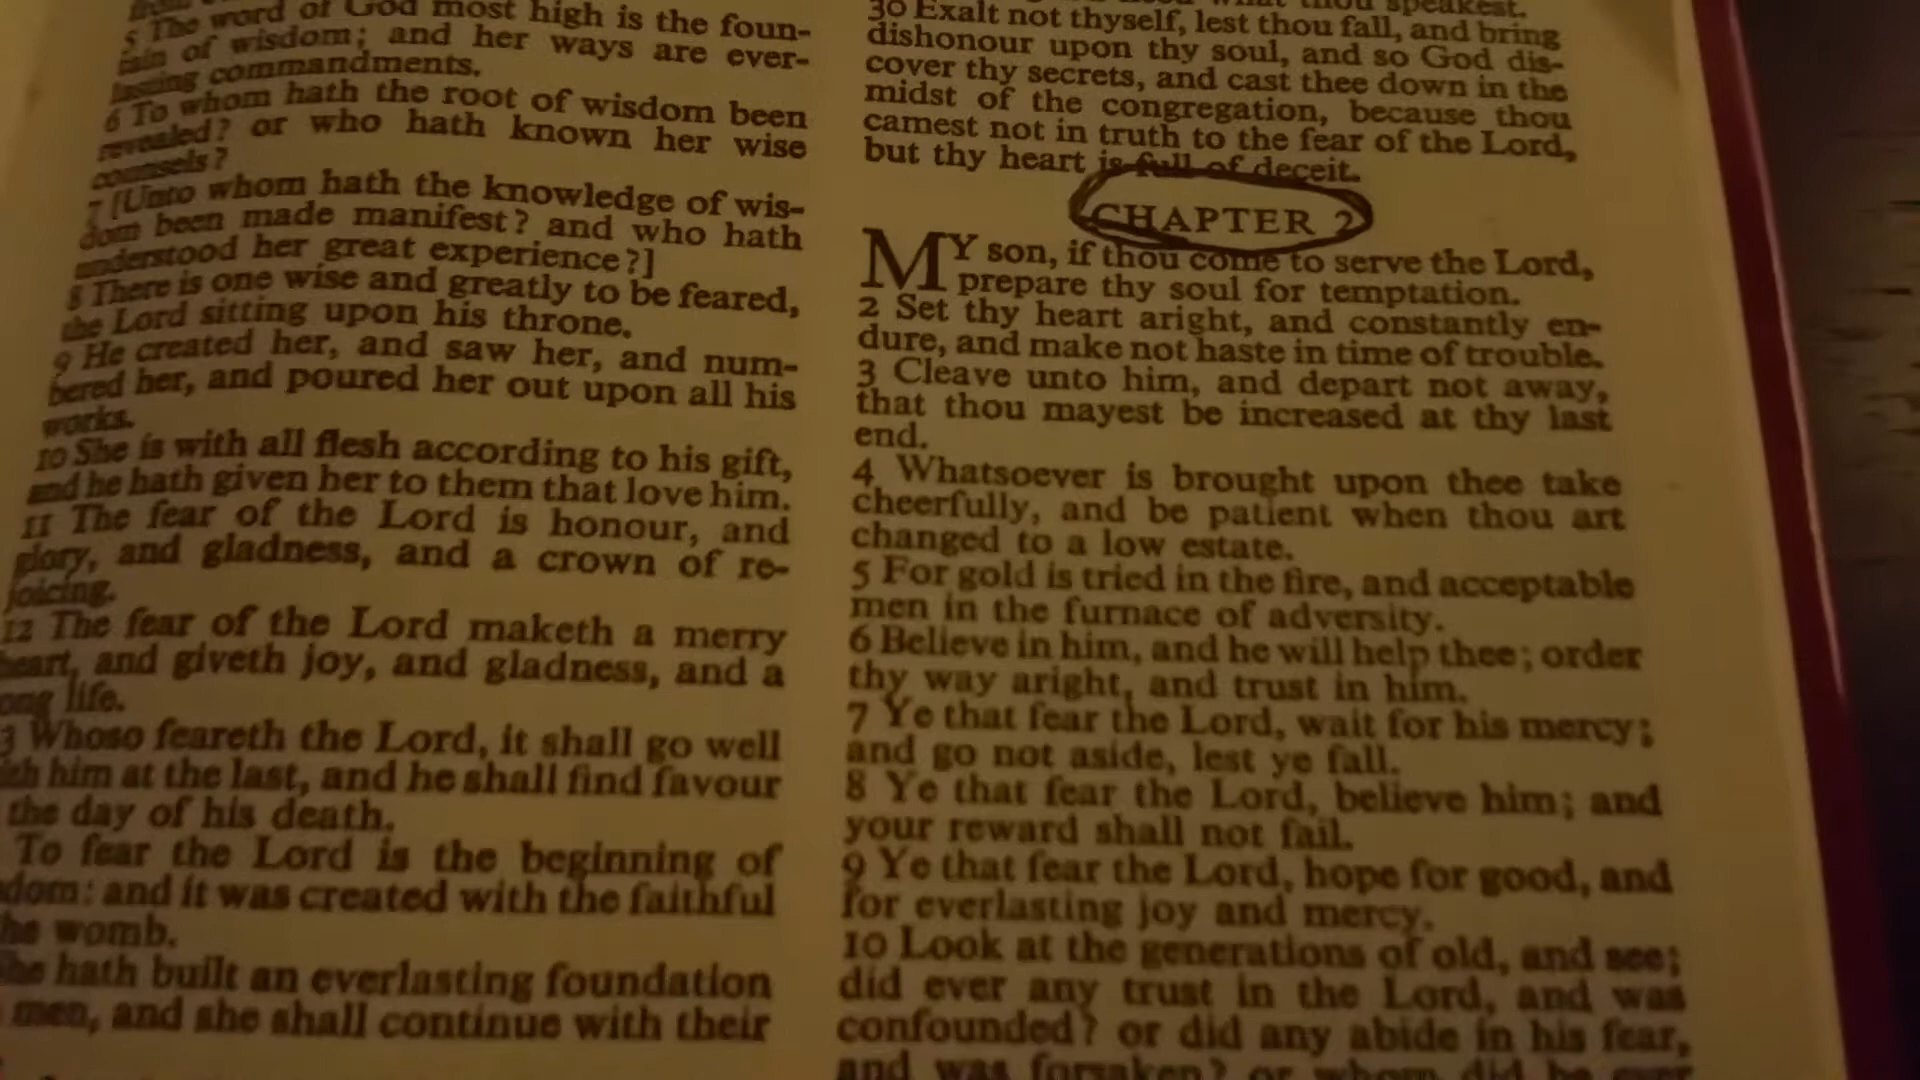 5 The word of God most high is the foun-
tain of wisdom; and her ways are ever-
lasting commandments.
6 To whom hath the root of wisdom been
revealed? or who hath known her wise
counsels?
7 [Unto whom hath the knowledge of wis-
dom been made manifest? and who hath
understood her great experience?]
8 There is one wise and greatly to be feared,
the Lord sitting upon his throne.
9 He created her, and saw her, and num-
bered her, and poured her out upon all his
works.
10 She is with all flesh according to his gift,
and he hath given her to them that love him.
11 The fear of the Lord is honour, and
glory, and gladness, and a crown of re-
joicing.
12 The fear of the Lord maketh a merry
heart, and giveth joy, and gladness, and a
ong life.
3 Whoso feareth the Lord, it shall go well
ith him at the last, and he shall find favour
the day of his death.
To fear the Lord is the beginning of
dom: and it was created with the faithful
he womb.
he hath built an everlasting foundation
men, and she shall continue with their
thou speakest.
30 Exalt not thyself, lest thou fall, and bring
dishonour upon thy soul, and so God dis-
cover thy secrets, and cast thee down in the
midst of the congregation, because thou
camest not in truth to the fear of the Lord,
but thy heart is full of deceit.
CHAPTER 2
MY son, if thou come to serve the Lord,
prepare thy soul for temptation.
2 Set thy heart aright, and constantly en-
dure, and make not haste in time of trouble.
3 Cleave unto him, and depart not away,
that thou mayest be increased at thy last
end.
4 Whatsoever is brought upon thee take
cheerfully, and be patient when thou art
changed to a low estate.
5 For gold is tried in the fire, and acceptable
men in the furnace of adversity.
6 Believe in him, and he will help thee; order
thy way aright, and trust in him.
7 Ye that fear the Lord, wait for his mercy;
and go not aside, lest ye fall.
8 Ye that fear the Lord, believe him; and
your reward shall not fail.
9 Ye that fear the Lord, hope for good, and
for everlasting joy and mercy.
10 Look at the generations of old, and see;
did ever any trust in the Lord, and was
confounded? or did any abide in his fear,
and was forsaken? or whom did he ever